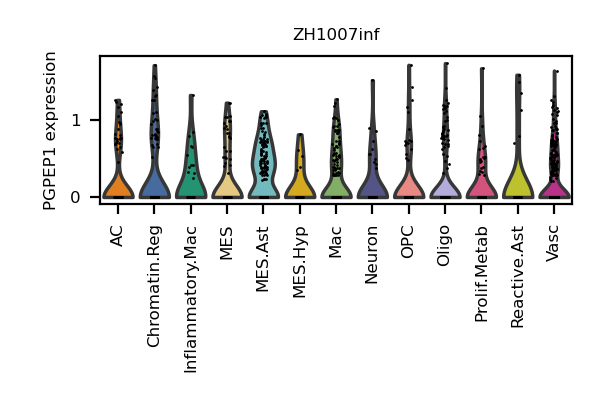 ZH1007inf
PGPEP1 expression
1
0
AC
Chromatin.Reg
Inflammatory.Mac
MES
MES.Ast
MES.Hyp
Mac
Neuron
OPC
Oligo
Prolif.Metab
Reactive.Ast
Vasc